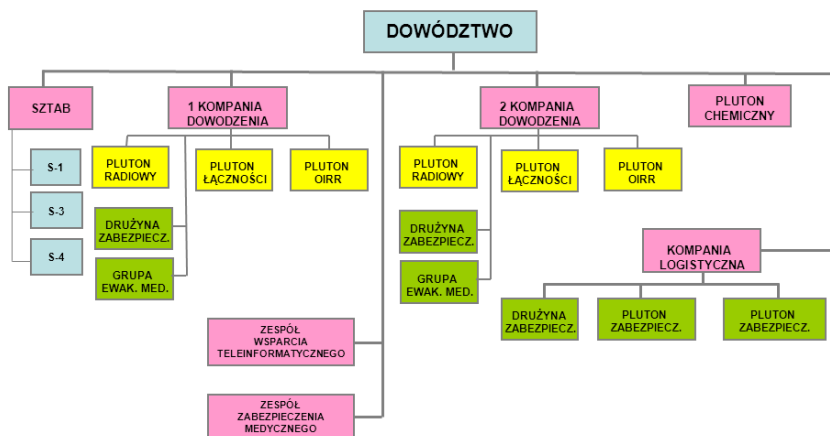 DOWÓDZTWO
SZTAB
1 KOMPANIA
DOWODZENIA
2 KOMPANIA
DOWODZENIA
PLUTON
CHEMICZNY
S-1
S-3
S-4
PLUTON
RADIOWY
PLUTON
ŁĄCZNOŚCI
PLUTON
OIRR
DRUŻYNA
ZABEZPIECZ.
GRUPA
EWAK. MED.
PLUTON
RADIOWY
PLUTON
ŁĄCZNOŚCI
PLUTON
OIRR
DRUŻYNA
ZABEZPIECZ.
GRUPA
EWAK. MED.
KOMPANIA
LOGISTYCZNA
DRUŻYNA
ZABEZPIECZ.
PLUTON
ZABEZPIECZ.
PLUTON
ZABEZPIECZ.
ZESPÓŁ
WSPARCIA
TELEINFORMATYCZNEGO
ZESPÓŁ
ZABEZPIECZENIA
MEDYCZNEGO